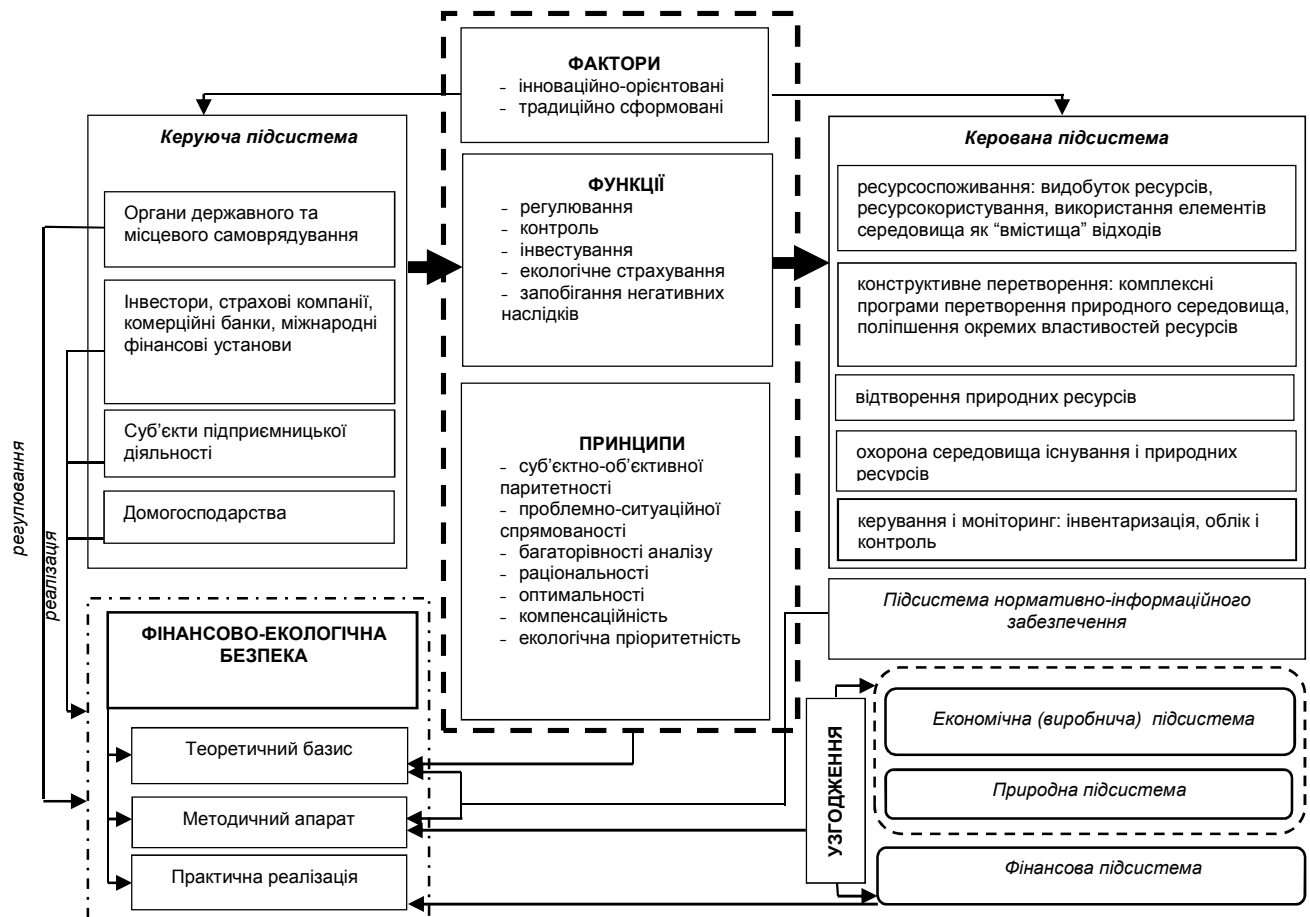 ФАКТОРИ
- інноваційно-орієнтовані
- традиційно сформовані
Керуюча підсистема
Органи державного та
місцевого самоврядування
Інвестори, страхові компанії,
комерційні банки, міжнародні
фінансові установи
Суб’єкти підприємницької
діяльності
Домогосподарства
регулювання
реалізація
ФУНКЦІЇ
- регулювання
- контроль
- інвестування
- екологічне страхування
- запобігання негативних
наслідків
ПРИНЦИПИ
- суб’єктно-об’єктивної
паритетності
- проблемно-ситуаційної
спрямованості
- багаторівності аналізу
- раціональності
- оптимальності
- компенсаційність
- екологічна пріоритетність
Керована підсистема
ресурсоспоживання: видобуток ресурсів,
ресурсокористування, використання елементів
середовища як “вмістища” відходів
конструктивне перетворення: комплексні
програми перетворення природного середовища,
поліпшення окремих властивостей ресурсів
відтворення природних ресурсів
охорона середовища існування і природних
ресурсів
керування і моніторинг: інвентаризація, облік і
контроль
Підсистема нормативно-інформаційного
забезпечення
ФІНАНСОВО-ЕКОЛОГІЧНА
БЕЗПЕКА
Теоретичний базис
Методичний апарат
Практична реалізація
УЗГОДЖЕННЯ
Економічна (виробнича) підсистема
Природна підсистема
Фінансова підсистема